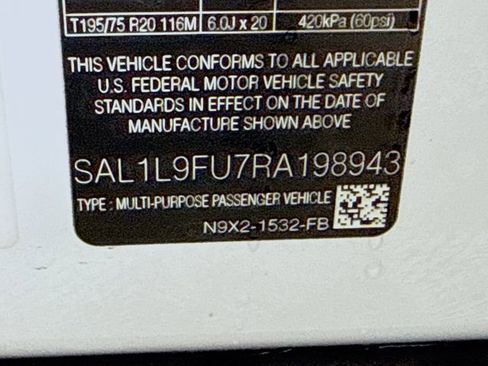 T195/75 R20 116M 6.0J x 20 420kPa (60psi)
THIS VEHICLE CONFORMS TO ALL APPLICABLE
U.S. FEDERAL MOTOR VEHICLE SAFETY
STANDARDS IN EFFECT ON THE DATE OF
MANUFACTURE SHOWN ABOVE
SAL1L9FU7RA198943
TYPE : MULTI-PURPOSE PASSENGER VEHICLE
N9X2-1532-FB